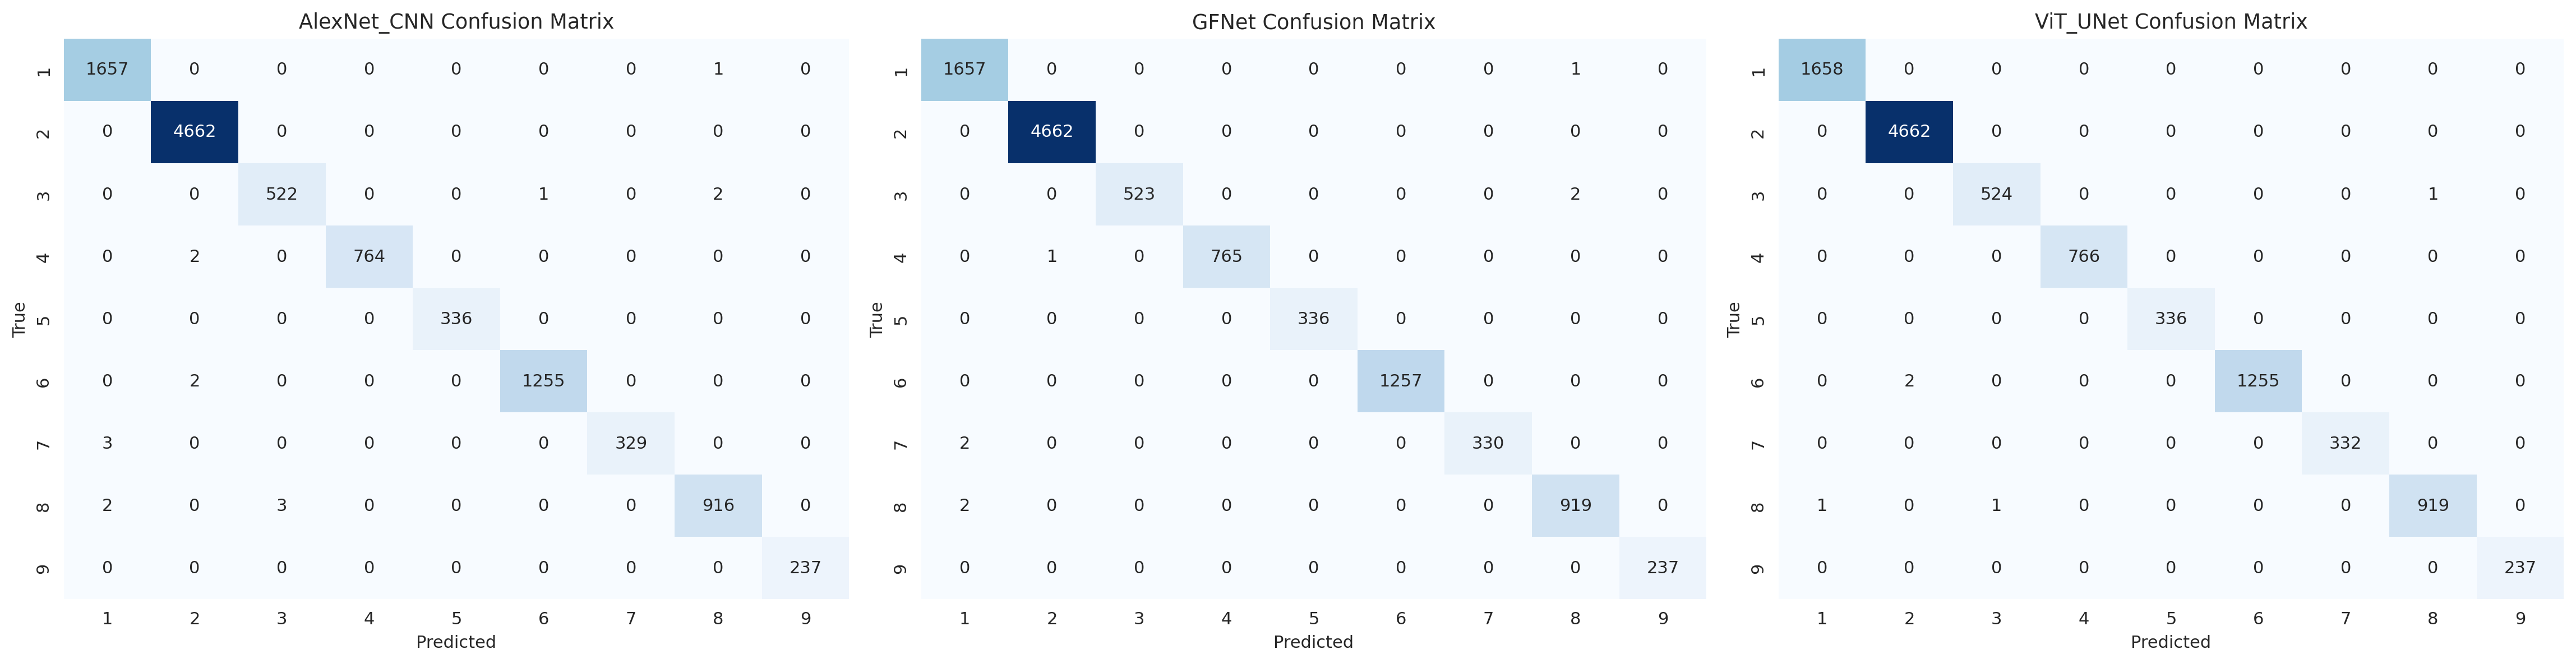 AlexNet_CNN Confusion Matrix
1 1657 0 0 0 0 0 0 1 0
2 0 4662 0 0 0 0 0 0 0
3 0 0 522 0 0 1 0 2 0
4 0 2 0 764 0 0 0 0 0
5 0 0 0 0 336 0 0 0 0
6 0 2 0 0 0 1255 0 0 0
7 3 0 0 0 0 0 329 0 0
8 2 0 3 0 0 0 0 916 0
9 0 0 0 0 0 0 0 0 237
1 2 3 4 5 6 7 8 9
True
Predicted
GFNet Confusion Matrix
1 1657 0 0 0 0 0 0 1 0
2 0 4662 0 0 0 0 0 0 0
3 0 0 523 0 0 0 0 2 0
4 0 1 0 765 0 0 0 0 0
5 0 0 0 0 336 0 0 0 0
6 0 0 0 0 0 1257 0 0 0
7 2 0 0 0 0 0 330 0 0
8 2 0 0 0 0 0 0 919 0
9 0 0 0 0 0 0 0 0 237
1 2 3 4 5 6 7 8 9
True
Predicted
ViT_UNet Confusion Matrix
1 1658 0 0 0 0 0 0 0 0
2 0 4662 0 0 0 0 0 0 0
3 0 0 524 0 0 0 0 1 0
4 0 0 0 766 0 0 0 0 0
5 0 0 0 0 336 0 0 0 0
6 0 2 0 0 0 1255 0 0 0
7 0 0 0 0 0 0 332 0 0
8 1 0 1 0 0 0 0 919 0
9 0 0 0 0 0 0 0 0 237
1 2 3 4 5 6 7 8 9
True
Predicted